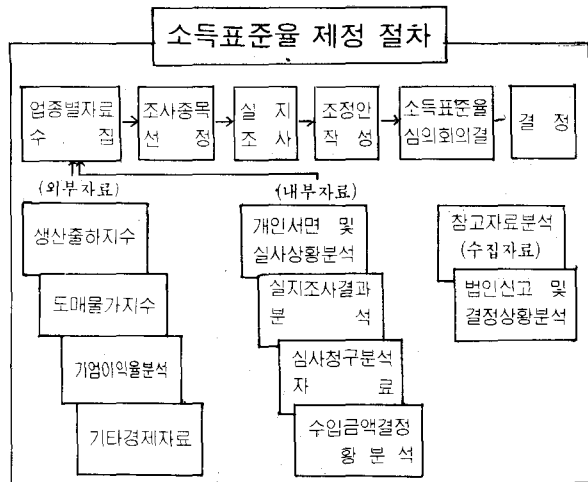 소득표준율 제정 절차
업종별자료
수 집
조사종목
선 정
실 지
조 사
조정안
작 성
소득표준율
심의회의결
결 정
(외부자료)
생산출하지수
도매물가지수
기업이익율분석
기타경제자료
(내부자료)
개인서면 및
실사상황분석
실지조사결과
분 석
심사청구분석
자 료
수입금액결정
황 분 석
참고자료분석
(수집자료)
법인신고 및
결정상황분석